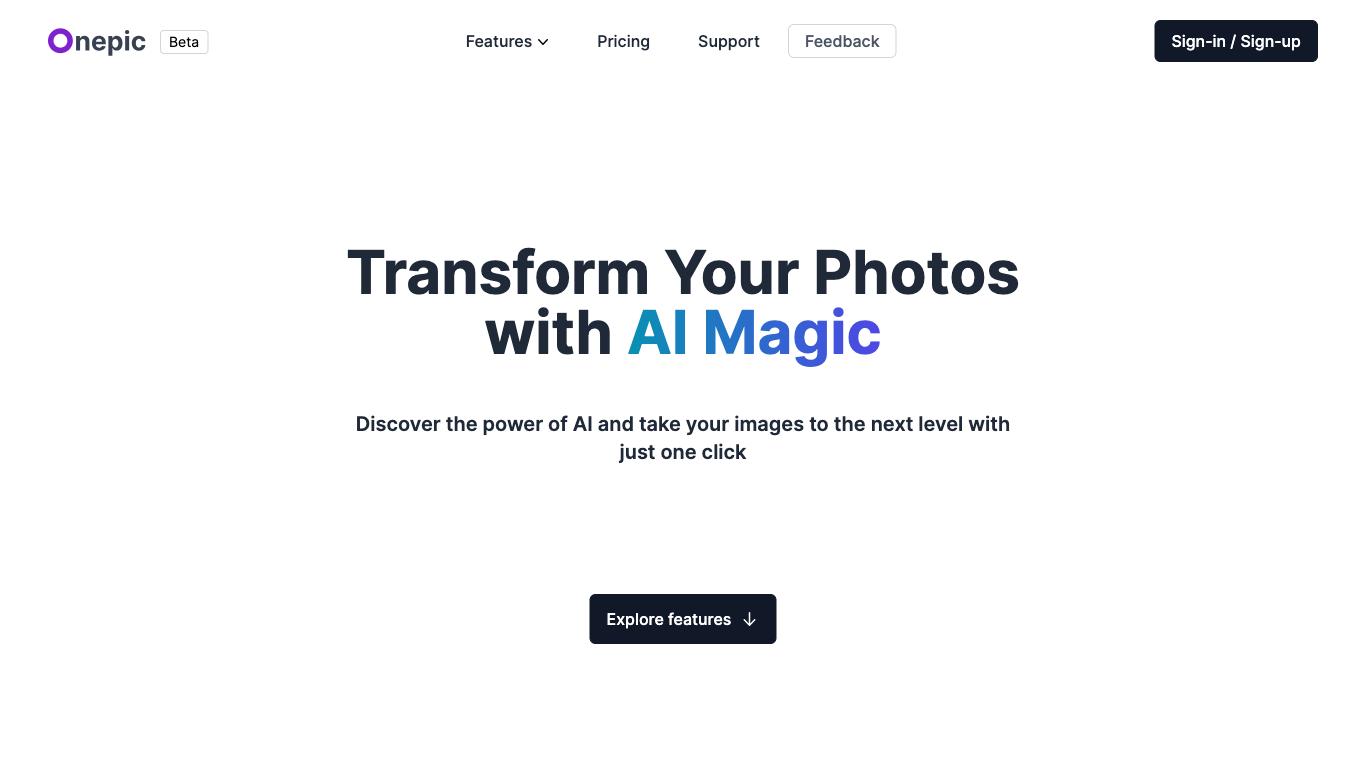 Onepic
Beta
Features
Pricing
Support
Feedback
Sign-in / Sign-up
Transform Your Photos
with AI Magic
Discover the power of AI and take your images to the next level with
just one click
Explore features